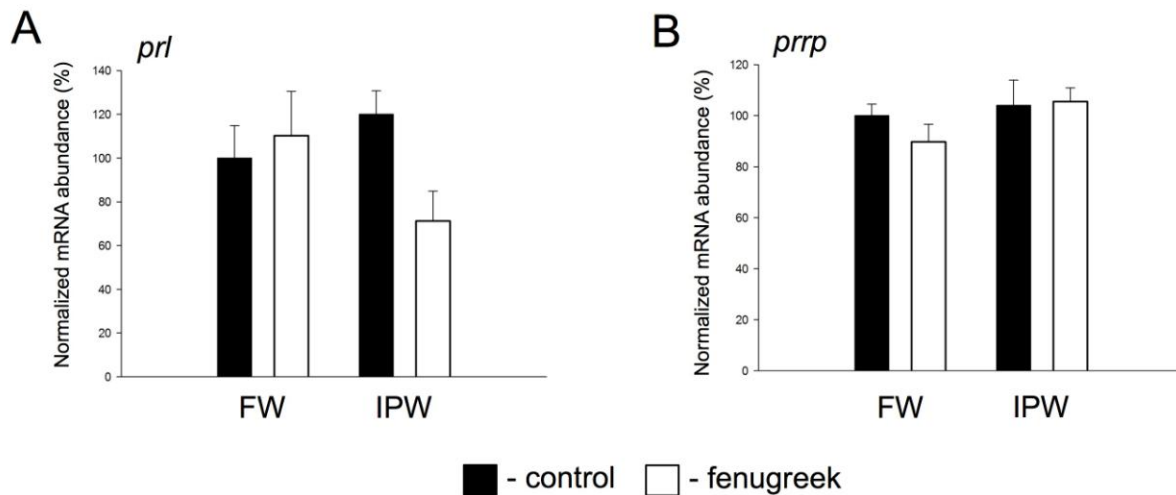 A
prl
Normalized mRNA abundance (%)
140
120
100
80
60
40
20
0
FW IPW
B
prrp
Normalized mRNA abundance (%)
120
100
80
60
40
20
0
FW IPW
- control - fenugreek